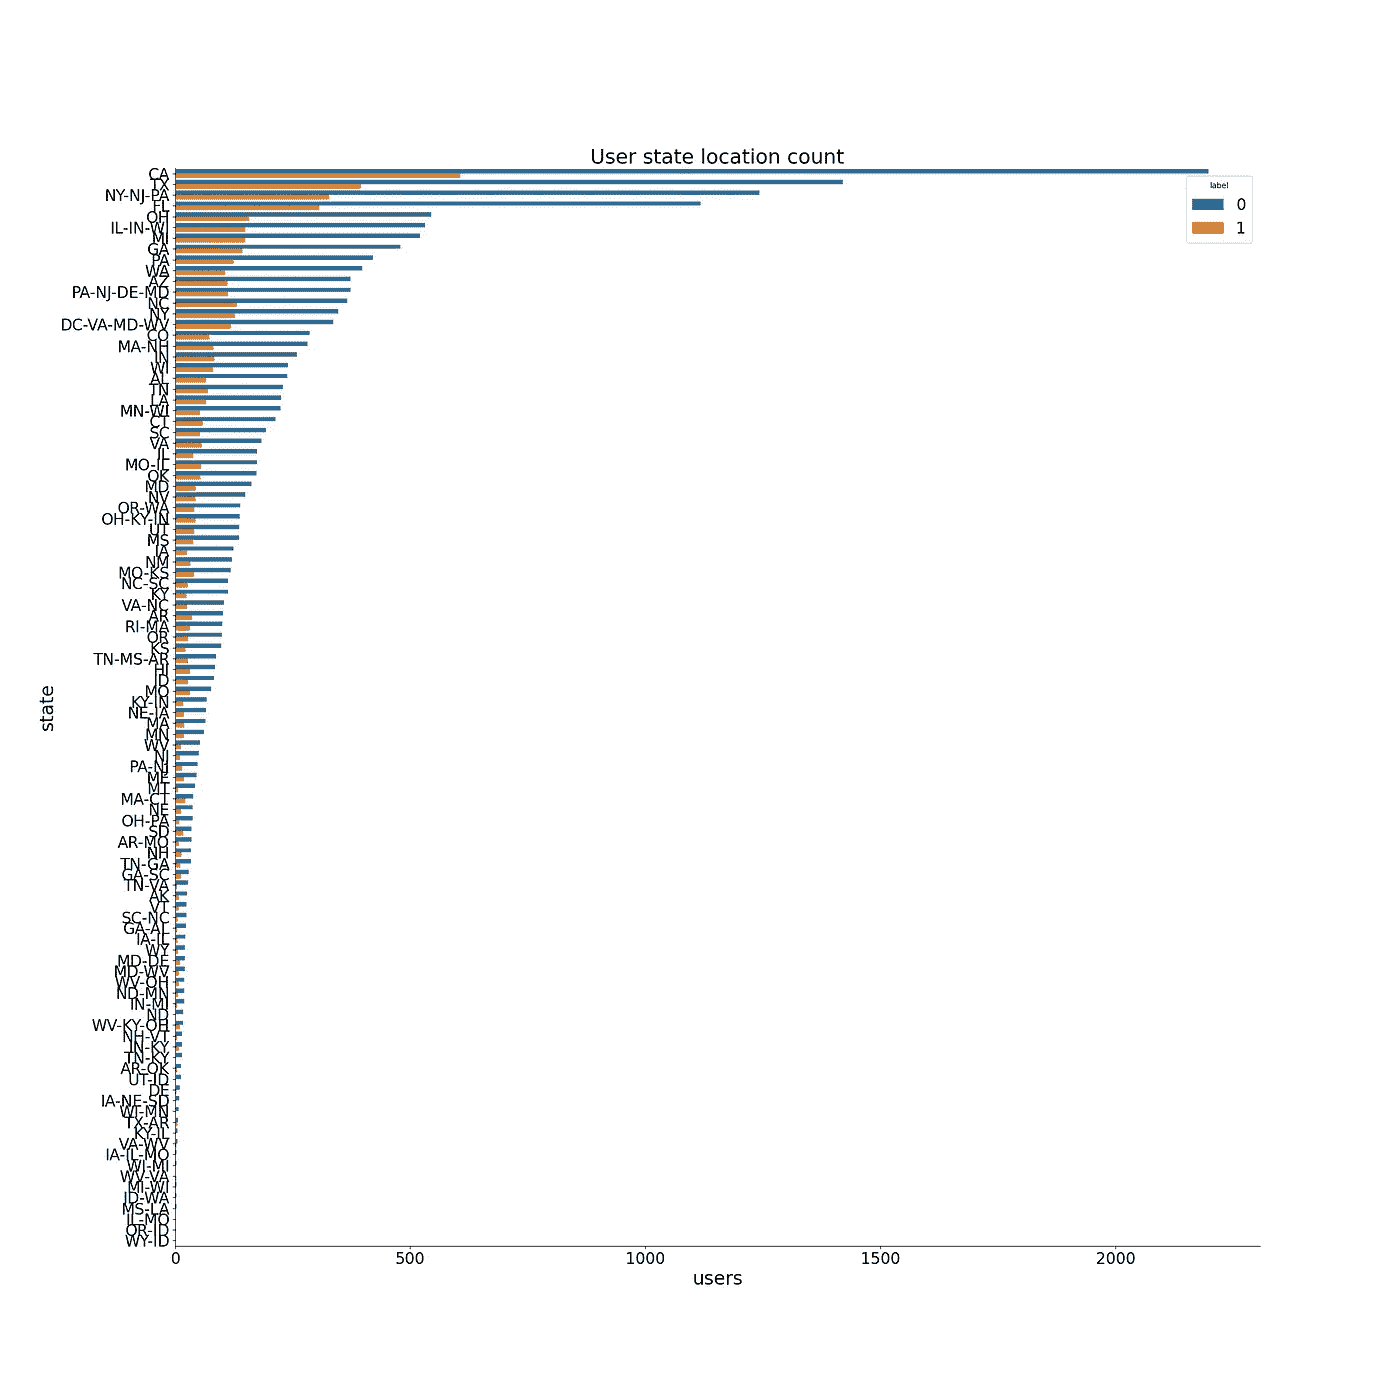 User state location count
label
0
1
state
CA
TX
NY-NJ-PA
FL
OH
IL-IN-WI
MI
GA
PA
WA
AZ
PA-NJ-DE-MD
NC
NY
DC-VA-MD-WV
CO
MA-NH
IN
WI
AL
TN
LA
MN-WI
CT
SC
VA
IL
MO-IL
OK
MD
NV
OR-WA
OH-KY-IN
UT
MS
IA
NM
MO-KS
NC-SC
KY
VA-NC
AR
RI-MA
OR
KS
TN-MS-AR
HI
ID
MO
KY-IN
NE-IA
MA
MN
WV
NJ
PA-NJ
ME
MT
MA-CT
NE
OH-PA
SD
AR-MO
NH
TN-GA
GA-SC
TN-VA
AK
VT
SC-NC
GA-AL
IA-IL
WY
MD-DE
MD-WV
WV-OH
ND-MN
IN-MI
ND
WV-KY-OH
NH-VT
IN-KY
TN-KY
AR-OK
UT-ID
DE
IA-NE-SD
WI-MN
TX-AR
KY-IL
VA-WV
IA-IL-MO
WI-MI
WV-VA
MI-WI
ID-WA
MS-LA
IL-MO
OR-ID
WY-ID
0 500 1000 1500 2000
users